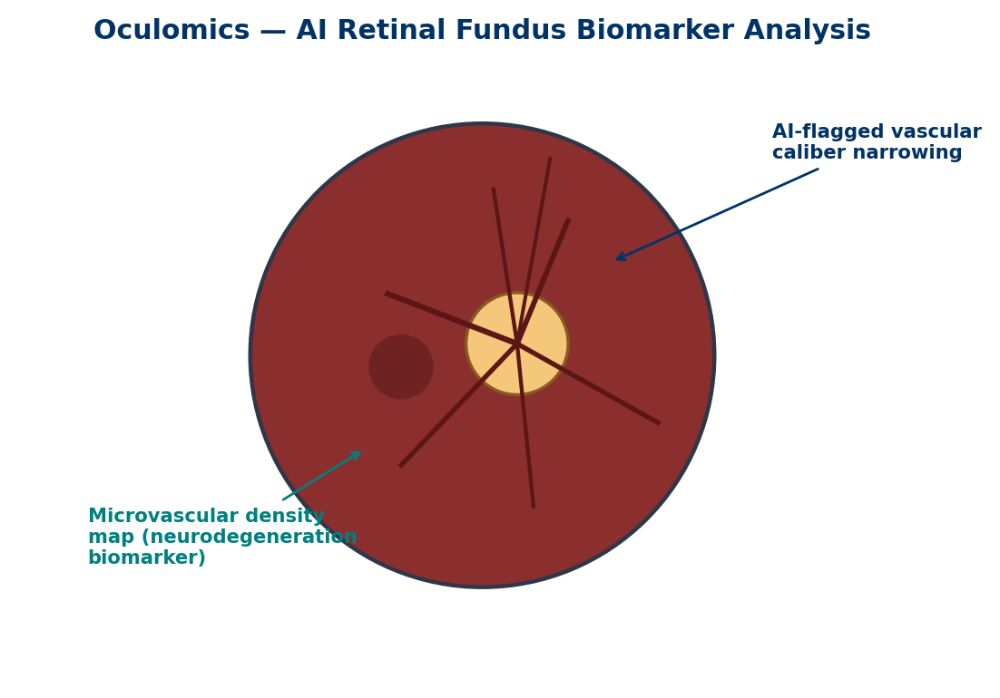 Oculomics — AI Retinal Fundus Biomarker Analysis
AI-flagged vascular
caliber narrowing
Microvascular density
map (neurodegeneration
biomarker)